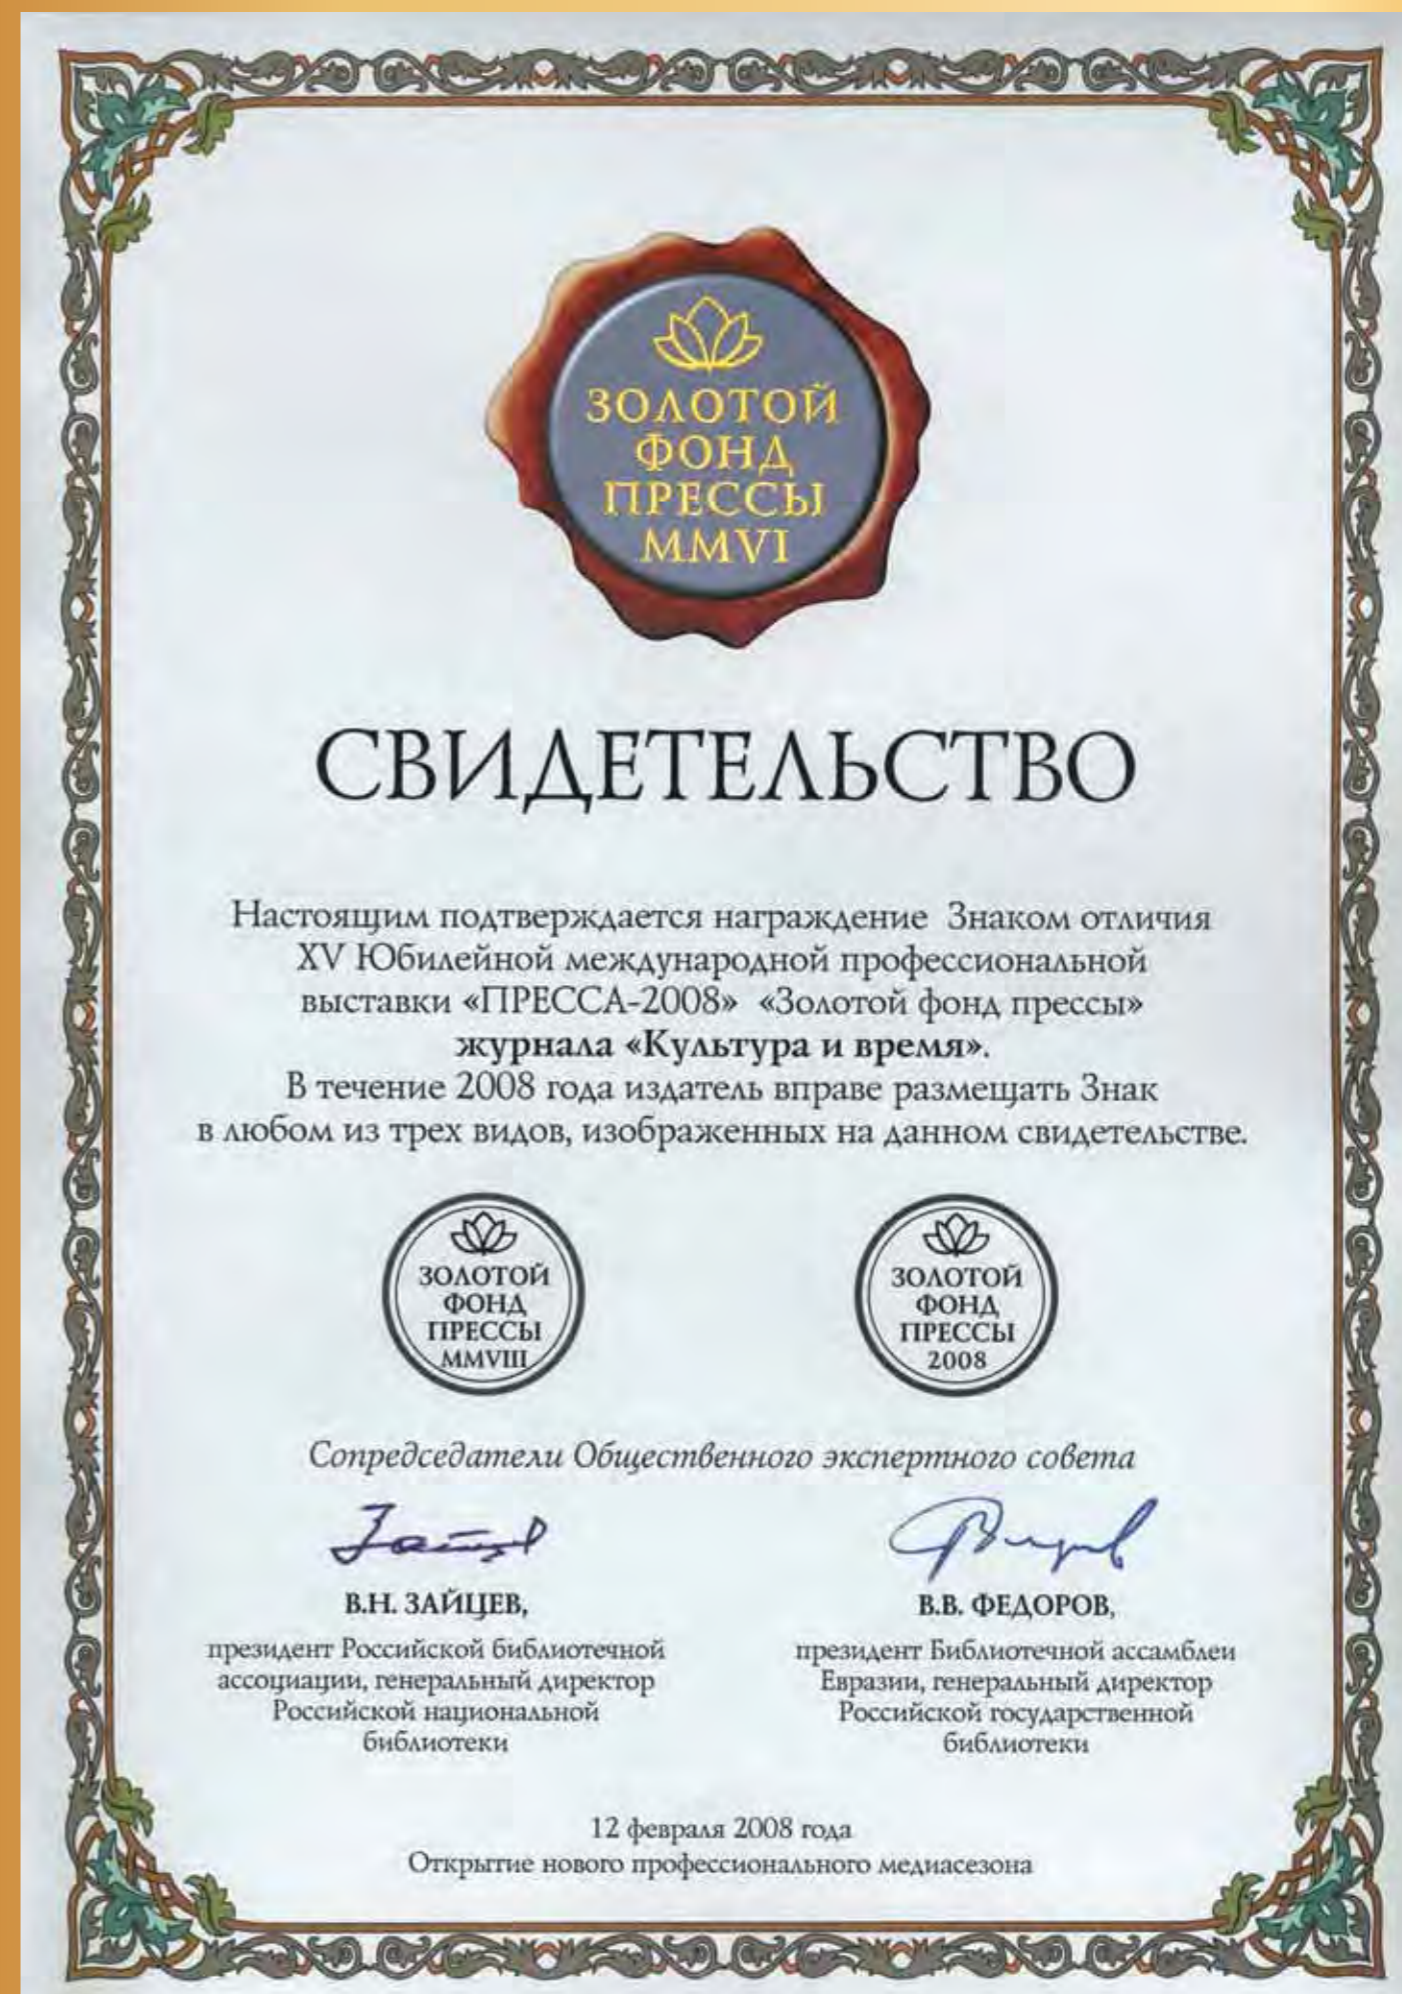 ЗОЛОТОЙ
ФОНД
ПРЕССЫ
MMVI
СВИДЕТЕЛЬСТВО
Настоящим подтверждается награждение Знаком отличия
XV Юбилейной международной профессиональной
выставки «ПРЕССА-2008» «Золотой фонд прессы»
журнала «Культура и время».
В течение 2008 года издатель вправе размещать Знак
в любом из трех видов, изображенных на данном свидетельстве.
ЗОЛОТОЙ
ФОНД
ПРЕССЫ
MMVIII
ЗОЛОТОЙ
ФОНД
ПРЕССЫ
2008
Сопредседатели Общественного экспертного совета
В.Н. ЗАЙЦЕВ,
президент Российской библиотечной
ассоциации, генеральный директор
Российской национальной
библиотеки
В.В. ФЕДОРОВ,
президент Библиотечной ассамблеи
Евразии, генеральный директор
Российской государственной
библиотеки
12 февраля 2008 года
Открытие нового профессионального медиасезона